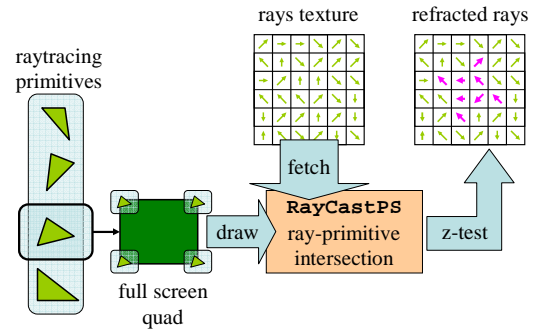 rays texture
refracted rays
raytracing
primitives
fetch
RayCastPS
ray-primitive
intersection
draw
z-test
full screen
quad